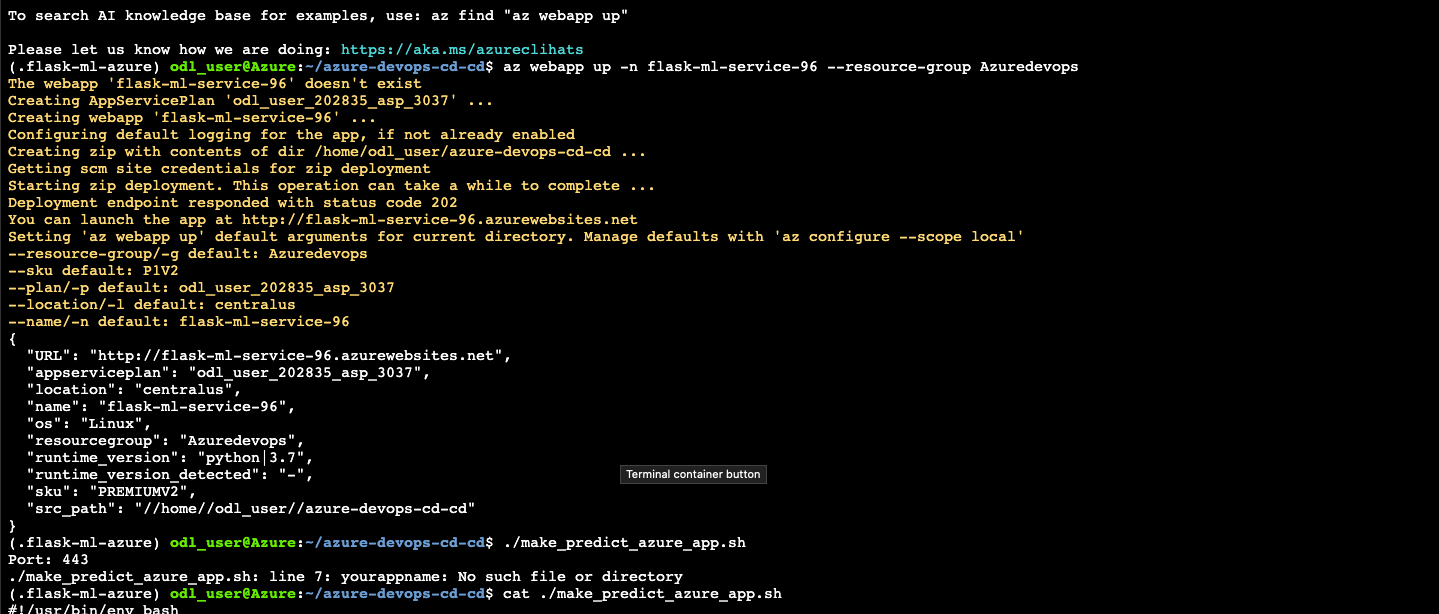 To search AI knowledge base for examples, use: az find "az webapp up"
Please let us know how we are doing: https://aka.ms/azureclihats
(.flask-ml-azure) odl_user@Azure:~/azure-devops-cd-cd$ az webapp up -n flask-ml-service-96 --resource-group Azuredevops
The webapp 'flask-ml-service-96' doesn't exist
Creating AppServicePlan 'odl_user_202835_asp_3037' ...
Creating webapp 'flask-ml-service-96' ...
Configuring default logging for the app, if not already enabled
Creating zip with contents of dir /home/odl_user/azure-devops-cd-cd ...
Getting scm site credentials for zip deployment
Starting zip deployment. This operation can take a while to complete ...
Deployment endpoint responded with status code 202
You can launch the app at http://flask-ml-service-96.azurewebsites.net
Setting 'az webapp up' default arguments for current directory. Manage defaults with 'az configure --scope local'
--resource-group/-g default: Azuredevops
--sku default: P1V2
--plan/-p default: odl_user_202835_asp_3037
--location/-l default: centralus
--name/-n default: flask-ml-service-96
{
"URL": "http://flask-ml-service-96.azurewebsites.net",
"appserviceplan": "odl_user_202835_asp_3037",
"location": "centralus",
"name": "flask-ml-service-96",
"os": "Linux",
"resourcegroup": "Azuredevops",
"runtime_version": "python|3.7",
"runtime_version_detected": "-",
Terminal container button
"sku": "PREMIUMV2",
"src_path": "//home//odl_user//azure-devops-cd-cd"
}
(.flask-ml-azure) odl_user@Azure:~/azure-devops-cd-cd$ ./make_predict_azure_app.sh
Port: 443
./make_predict_azure_app.sh: line 7: yourappname: No such file or directory
(.flask-ml-azure) odl_user@Azure:~/azure-devops-cd-cd$ cat ./make_predict_azure_app.sh
#!/usr/bin/env bash